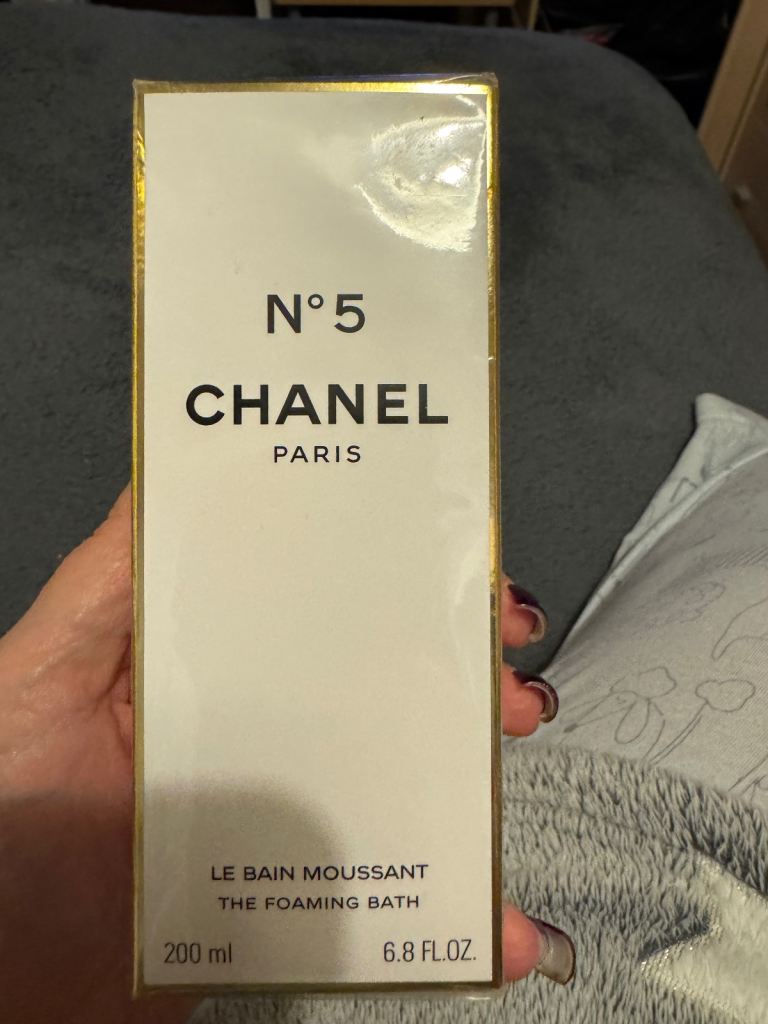 N° 5
CHANEL
PARIS
LE BAIN MOUSSANT
THE FOAMING BATH
200 ml 6.8 FL.OZ.